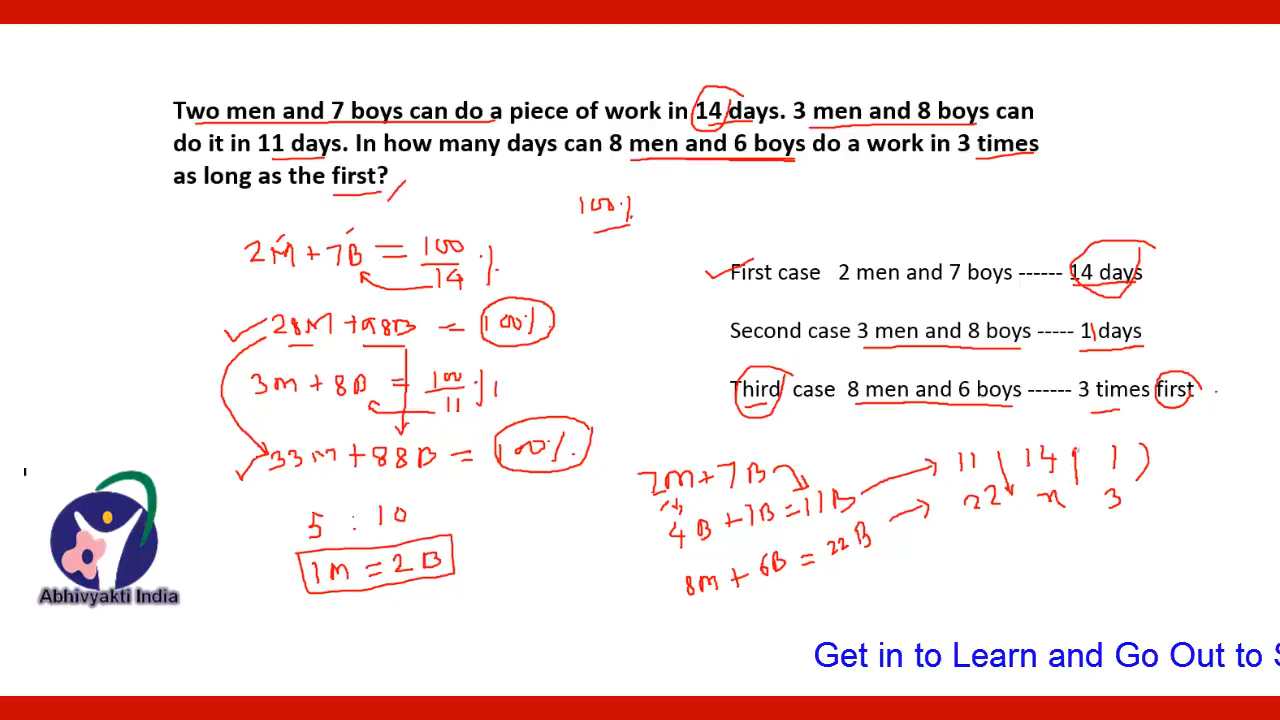 Two men and 7 boys can do a piece of work in 14 days. 3 men and 8 boys can
do it in 11 days. In how many days can 8 men and 6 boys do a work in 3 times
as long as the first?
100%
2M + 7B = 100/14 %
28M + 98B = 100%
3M + 8B = 100/11 %
33M + 88B = 100%
5 : 10
1M = 2B
First case 2 men and 7 boys ------ 14 days
Second case 3 men and 8 boys ----- 11 days
Third case 8 men and 6 boys ------ 3 times first
2M + 7B
4B + 7B = 11B → 11 | 14 | 1
8M + 6B = 22B → 22 x 3
Abhivyakti India
Get in to Learn and Go Out to S